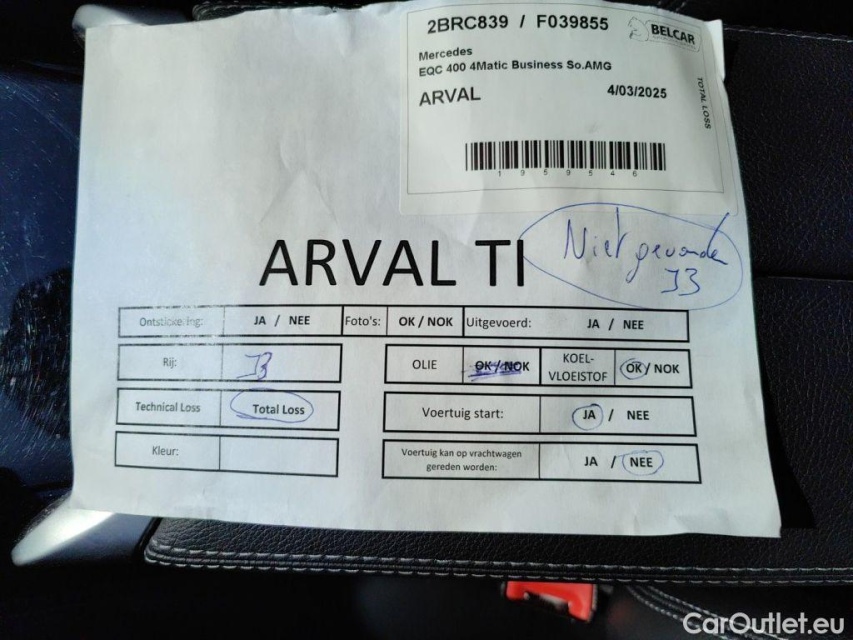 2BRC839 / F039855
BELCAR
Mercedes
EQC 400 4Matic Business So.AMG
ARVAL 4/03/2025
TOTAL LOSS
1959546
ARVAL TI
Niet gevonden
J3
Ontstickering: JA / NEE Foto's: OK / NOK Uitgevoerd: JA / NEE
Rij: J3 OLIE OK / NOK KOEL-
VLOEISTOF OK / NOK
Technical Loss Total Loss Voertuig start: JA / NEE
Kleur: Voertuig kan op vrachtwagen
gereden worden: JA / NEE
CarOutlet.eu